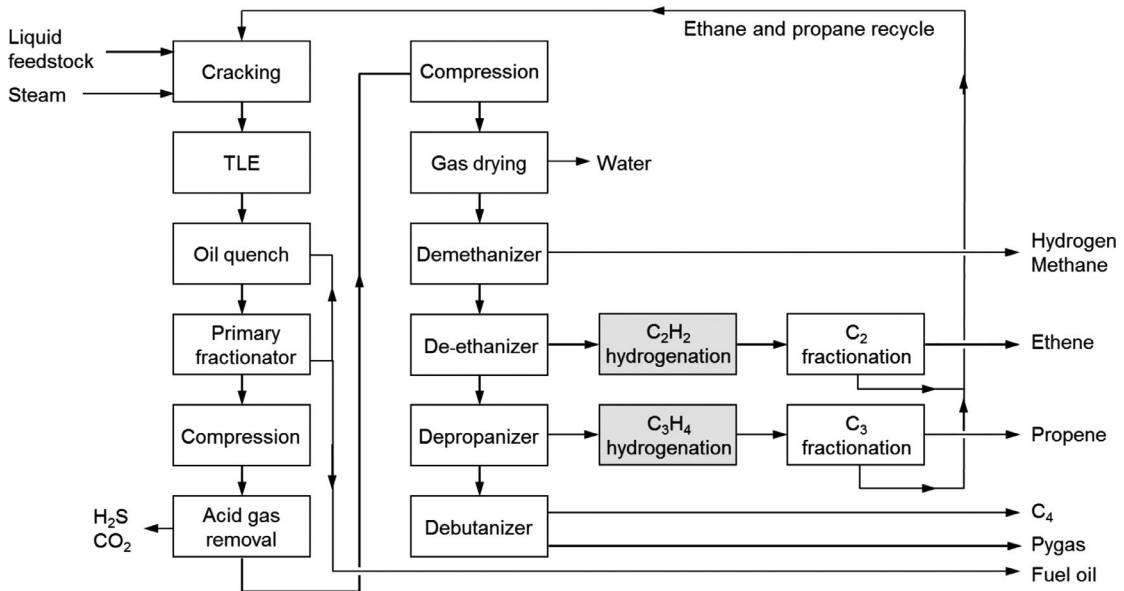 Ethane and propane recycle
Liquid
feedstock
Steam
Cracking
Compression
TLE
Gas drying
Water
Oil quench
Demethanizer
Hydrogen
Methane
Primary
fractionator
De-ethanizer
C₂H₂
hydrogenation
C₂
fractionation
Ethene
Compression
Depropanizer
C₃H₄
hydrogenation
C₃
fractionation
Propene
H₂S
CO₂
Acid gas
removal
Debutanizer
C₄
Pygas
Fuel oil